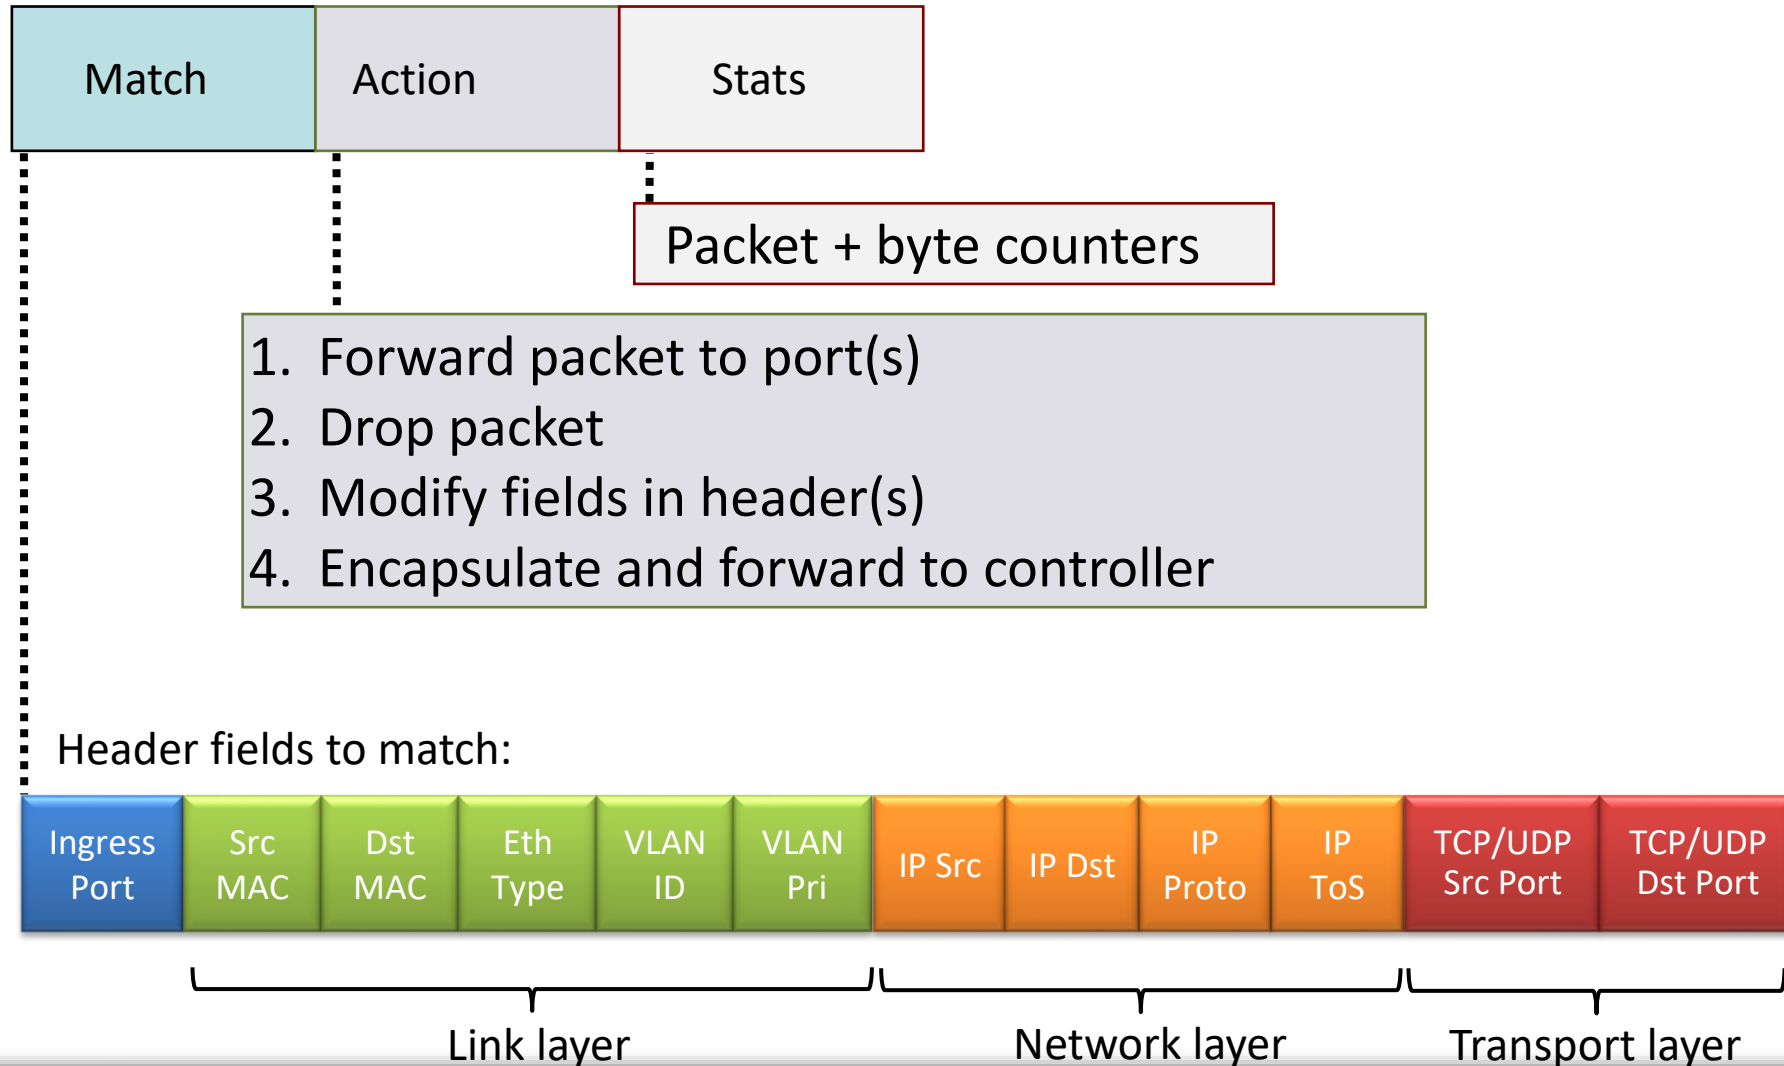 Match
Action
Stats
Packet + byte counters
1. Forward packet to port(s)
2. Drop packet
3. Modify fields in header(s)
4. Encapsulate and forward to controller
Header fields to match:
Ingress
Port
Src
MAC
Dst
MAC
Eth
Type
VLAN
ID
VLAN
Pri
IP Src
IP Dst
IP
Proto
IP
ToS
TCP/UDP
Src Port
TCP/UDP
Dst Port
Link layer
Network layer
Transport layer